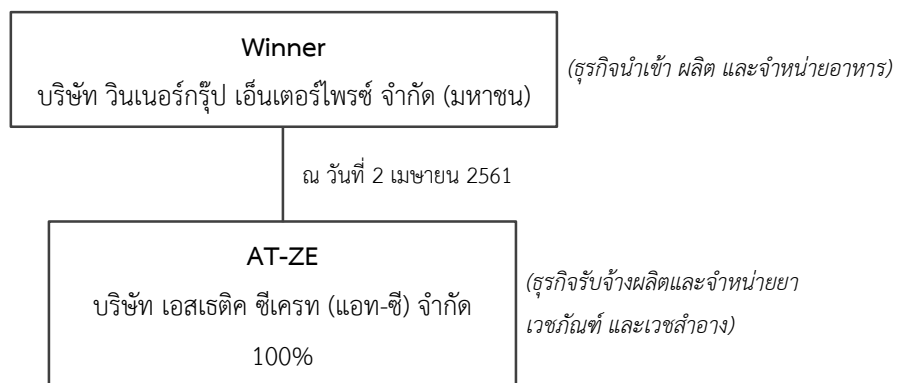 Winner
บริษัท วินเนอร์กรุ๊ป เอ็นเตอร์ไพรซ์ จำกัด (มหาชน)
(ธุรกิจนำเข้า ผลิต และจำหน่ายอาหาร)
ณ วันที่ 2 เมษายน 2561
AT-ZE
บริษัท เอสเธติค ซีเครท (แอท-ซี) จำกัด
100%
(ธุรกิจรับจ้างผลิตและจำหน่ายยา
เวชภัณฑ์ และเวชสำอาง)